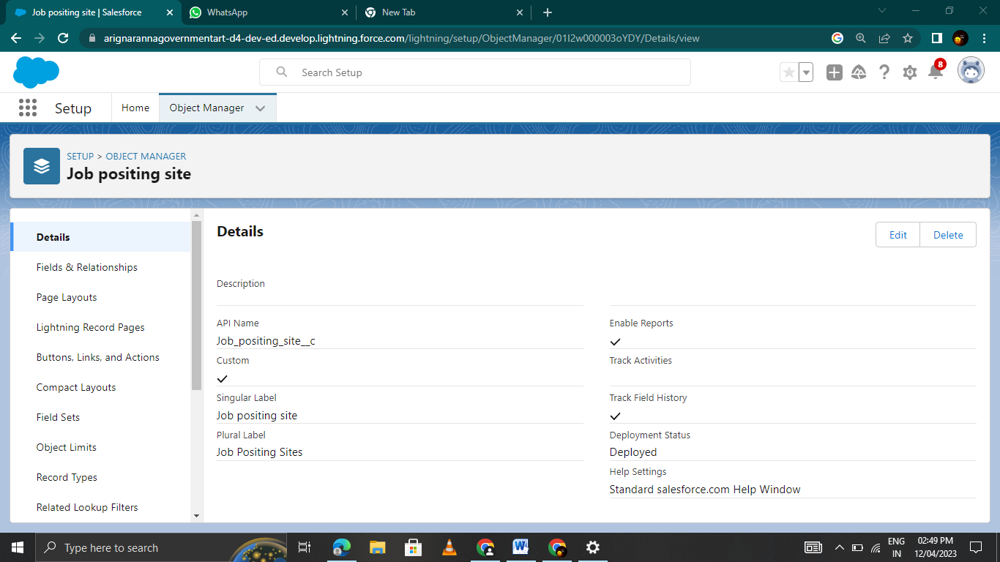 Job positing site | Salesforce
WhatsApp
New Tab
arignarannagovernmentart-d4-dev-ed.develop.lightning.force.com/lightning/setup/ObjectManager/01I2w000003oYDY/Details/view
Search Setup
8
Setup
Home
Object Manager
SETUP > OBJECT MANAGER
Job positing site
Details
Fields & Relationships
Page Layouts
Lightning Record Pages
Buttons, Links, and Actions
Compact Layouts
Field Sets
Object Limits
Record Types
Related Lookup Filters
Details
Edit
Delete
Description
API Name
Job_positing_site__c
Custom
Singular Label
Job positing site
Plural Label
Job Positing Sites
Enable Reports
Track Activities
Track Field History
Deployment Status
Deployed
Help Settings
Standard salesforce.com Help Window
Type here to search
ENG
IN
02:49 PM
12/04/2023